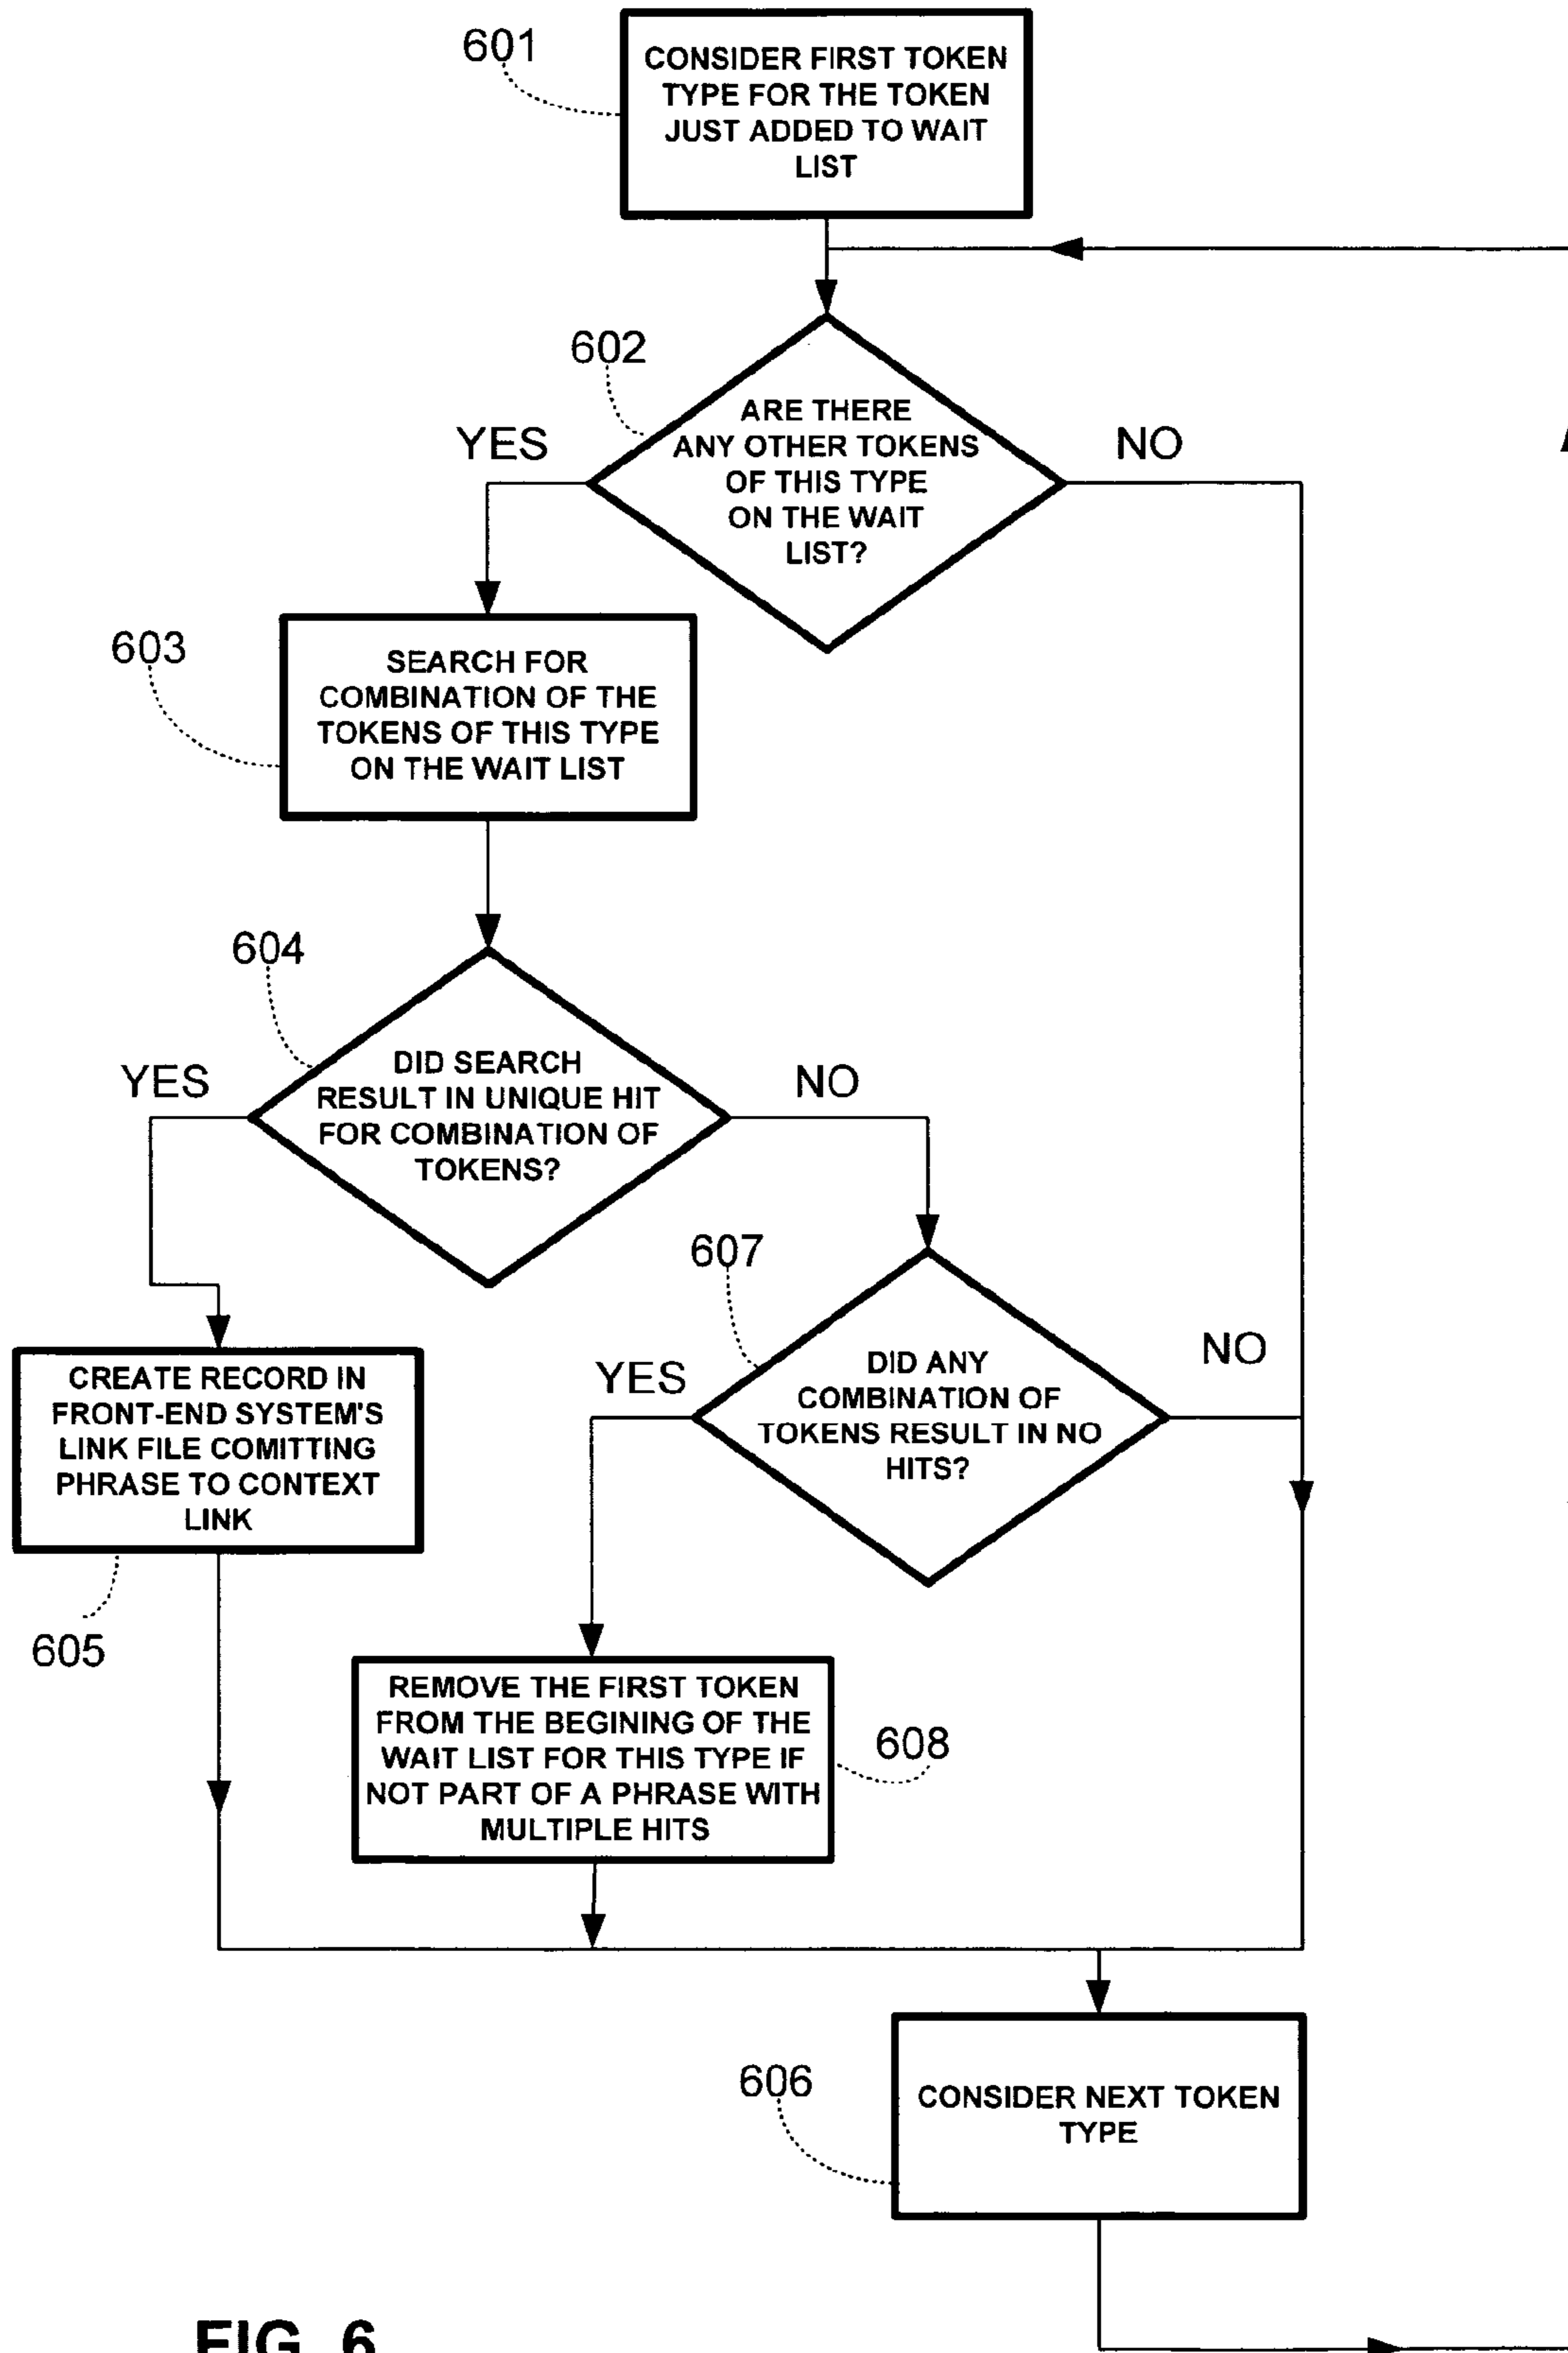 601
CONSIDER FIRST TOKEN
TYPE FOR THE TOKEN
JUST ADDED TO WAIT
LIST
602
ARE THERE
ANY OTHER TOKENS
OF THIS TYPE
ON THE WAIT
LIST?
YES
NO
603
SEARCH FOR
COMBINATION OF THE
TOKENS OF THIS TYPE
ON THE WAIT LIST
604
DID SEARCH
RESULT IN UNIQUE HIT
FOR COMBINATION OF
TOKENS?
YES
NO
607
DID ANY
COMBINATION OF
TOKENS RESULT IN NO
HITS?
YES
NO
CREATE RECORD IN
FRONT-END SYSTEM'S
LINK FILE COMITTING
PHRASE TO CONTEXT
LINK
605
REMOVE THE FIRST TOKEN
FROM THE BEGINING OF THE
WAIT LIST FOR THIS TYPE IF
NOT PART OF A PHRASE WITH
MULTIPLE HITS
608
606
CONSIDER NEXT TOKEN
TYPE
FIG. 6